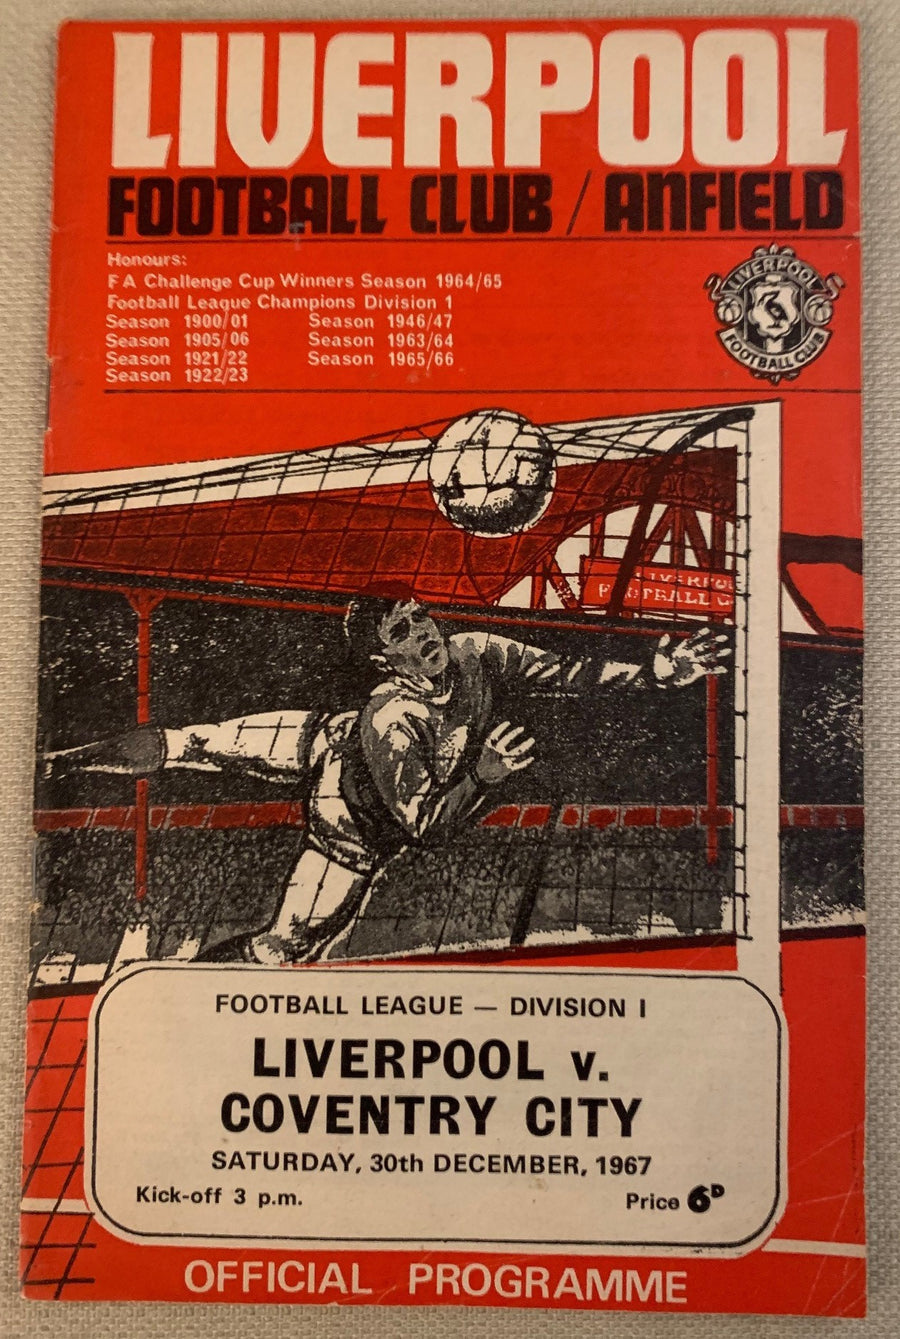 LIVERPOOL
FOOTBALL CLUB / ANFIELD
Honours:
F A Challenge Cup Winners Season 1964/65
Football League Champions Division 1
Season 1900/01 Season 1946/47
Season 1905/06 Season 1963/64
Season 1921/22 Season 1965/66
Season 1922/23
LIVERPOOL
FOOTBALL CLUB
LIVERPOOL
FOOTBALL C
FOOTBALL LEAGUE — DIVISION I
LIVERPOOL v.
COVENTRY CITY
SATURDAY, 30th DECEMBER, 1967
Kick-off 3 p.m. Price 6D
OFFICIAL PROGRAMME